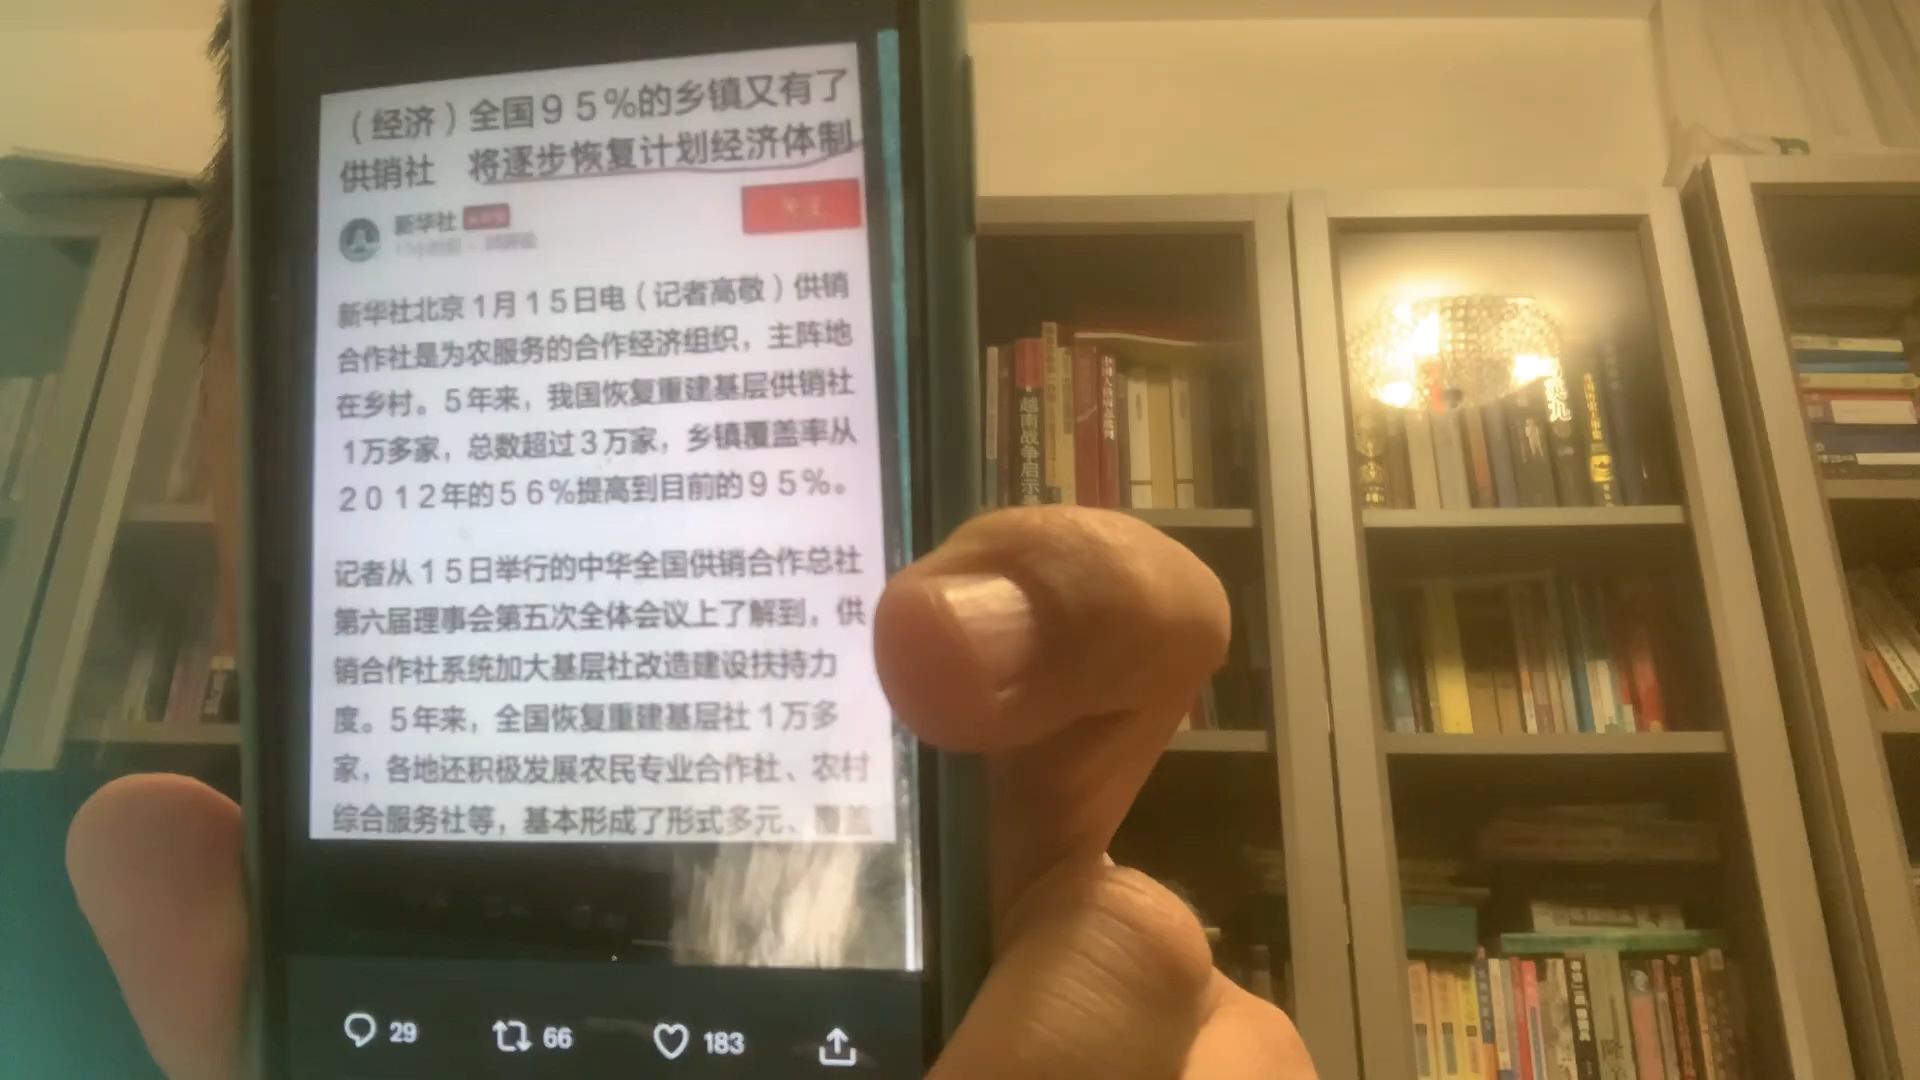 （经济）全国95%的乡镇又有了
供销社 将逐步恢复计划经济体制
新华社
新华社北京1月15日电（记者高敬）供销
合作社是为农服务的合作经济组织，主阵地
在乡村。5年来，我国恢复重建基层供销社
1万多家，总数超过3万家，乡镇覆盖率从
2012年的56%提高到目前的95%。
记者从15日举行的中华全国供销合作总社
第六届理事会第五次全体会议上了解到，供
销合作社系统加大基层社改造建设扶持力
度。5年来，全国恢复重建基层社1万多
家，各地还积极发展农民专业合作社、农村
综合服务社等，基本形成了形式多元、覆盖
29 66 183
越南战争启示